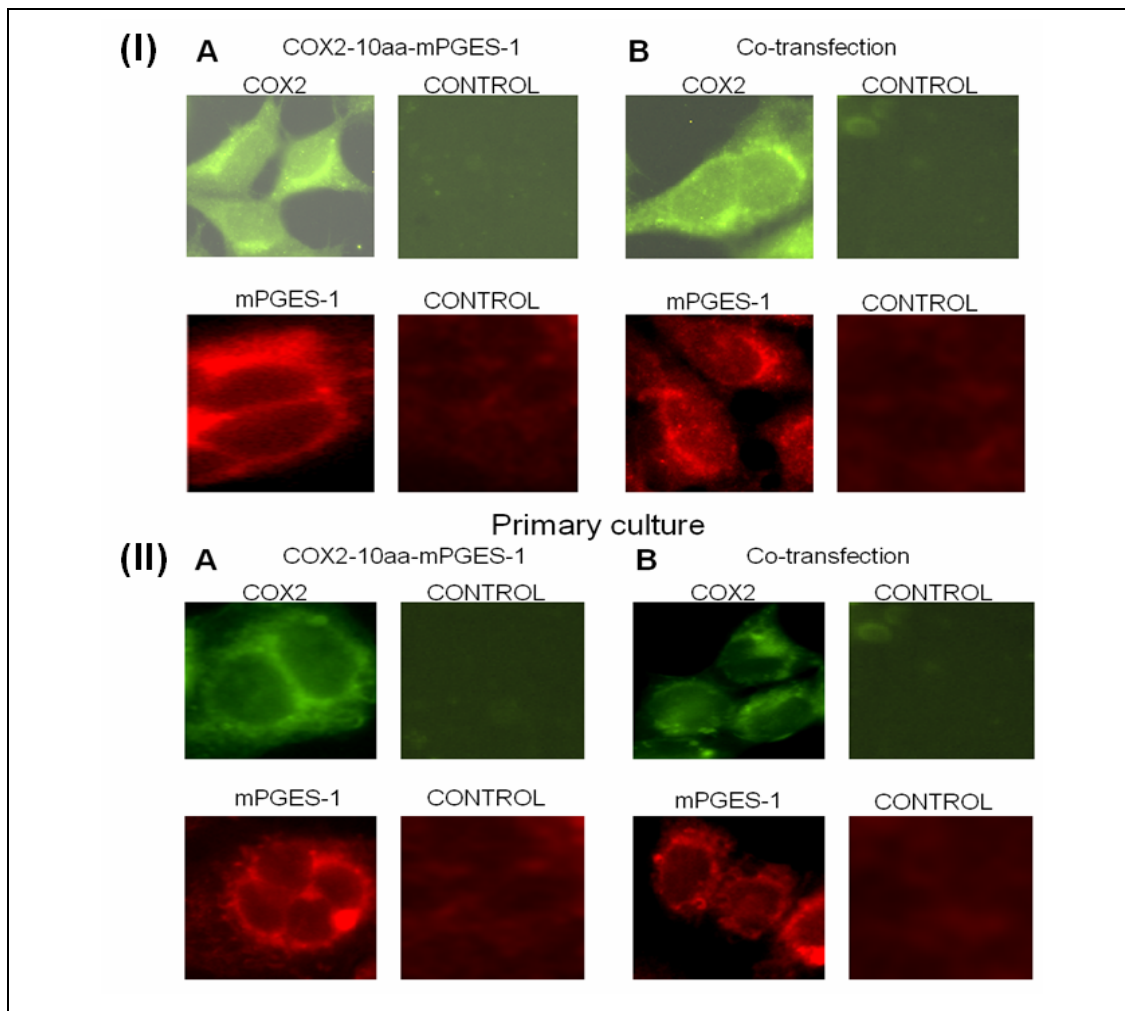 (I) A COX2-10aa-mPGES-1 B Co-transfection
COX2 CONTROL COX2 CONTROL
mPGES-1 CONTROL mPGES-1 CONTROL
Primary culture
(II) A COX2-10aa-mPGES-1 B Co-transfection
COX2 CONTROL COX2 CONTROL
mPGES-1 CONTROL mPGES-1 CONTROL